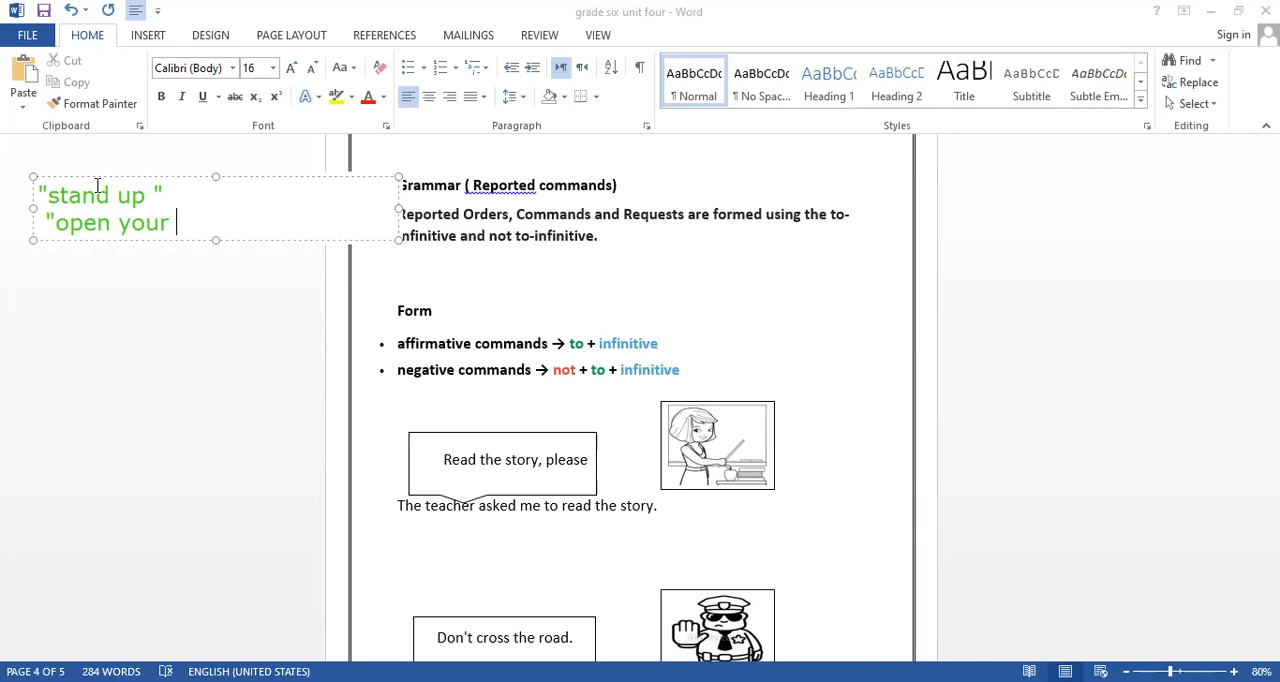 grade six unit four - Word
Sign in
FILE HOME INSERT DESIGN PAGE LAYOUT REFERENCES MAILINGS REVIEW VIEW
Paste
Cut
Copy
Format Painter
Clipboard
Calibri (Body) 16
Font
Paragraph
AaBbCcDc AaBbCcDc AaBbCc AaBbCcD AaBl AaBbCcD AaBbCcDc
¶ Normal ¶ No Spac... Heading 1 Heading 2 Title Subtitle Subtle Em...
Styles
Find
Replace
Select
Editing
"stand up "
"open your
Grammar ( Reported commands)
Reported Orders, Commands and Requests are formed using the to-
infinitive and not to-infinitive.
Form
• affirmative commands → to + infinitive
• negative commands → not + to + infinitive
Read the story, please
The teacher asked me to read the story.
Don't cross the road.
PAGE 4 OF 5 284 WORDS ENGLISH (UNITED STATES) 80%